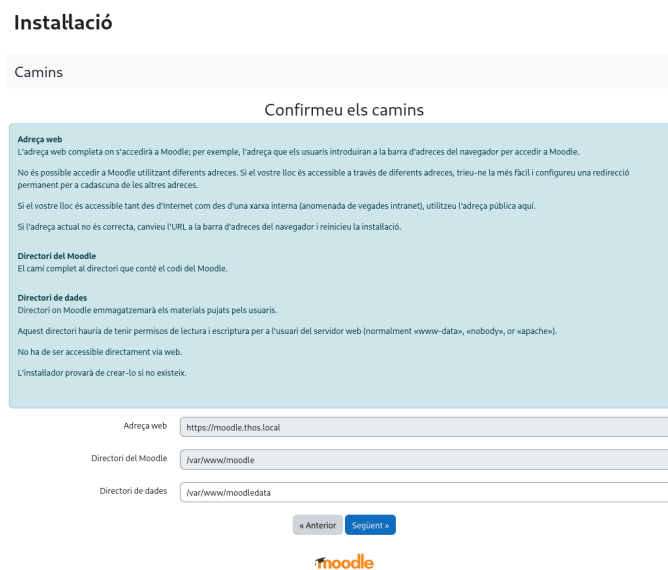 Instaŀlació
Camins
Confirmeu els camins
Adreça web
L'adreça web completa on s'accedirà a Moodle; per exemple, l'adreça que els usuaris introduiran a la barra d'adreces del navegador per accedir a Moodle.
No és possible accedir a Moodle utilitzant diferents adreces. Si el vostre lloc és accessible a través de diferents adreces, trieu-ne la més fàcil i configureu una redirecció
permanent per a cadascuna de les altres adreces.
Si el vostre lloc és accessible tant des d'Internet com des d'una xarxa interna (anomenada de vegades intranet), utilitzeu l'adreça pública aquí.
Si l'adreça actual no és correcta, canvieu l'URL a la barra d'adreces del navegador i reinicieu la instaŀlació.
Directori del Moodle
El camí complet al directori que conté el codi del Moodle.
Directori de dades
Directori on Moodle emmagatzemarà els materials pujats pels usuaris.
Aquest directori hauria de tenir permisos de lectura i escriptura per a l'usuari del servidor web (normalment «www-data», «nobody», or «apache»).
No ha de ser accessible directament via web.
L'instaŀlador provarà de crear-lo si no existeix.
Adreça web https://moodle.thos.local
Directori del Moodle /var/www/moodle
Directori de dades /var/www/moodledata
« Anterior Següent »
moodle